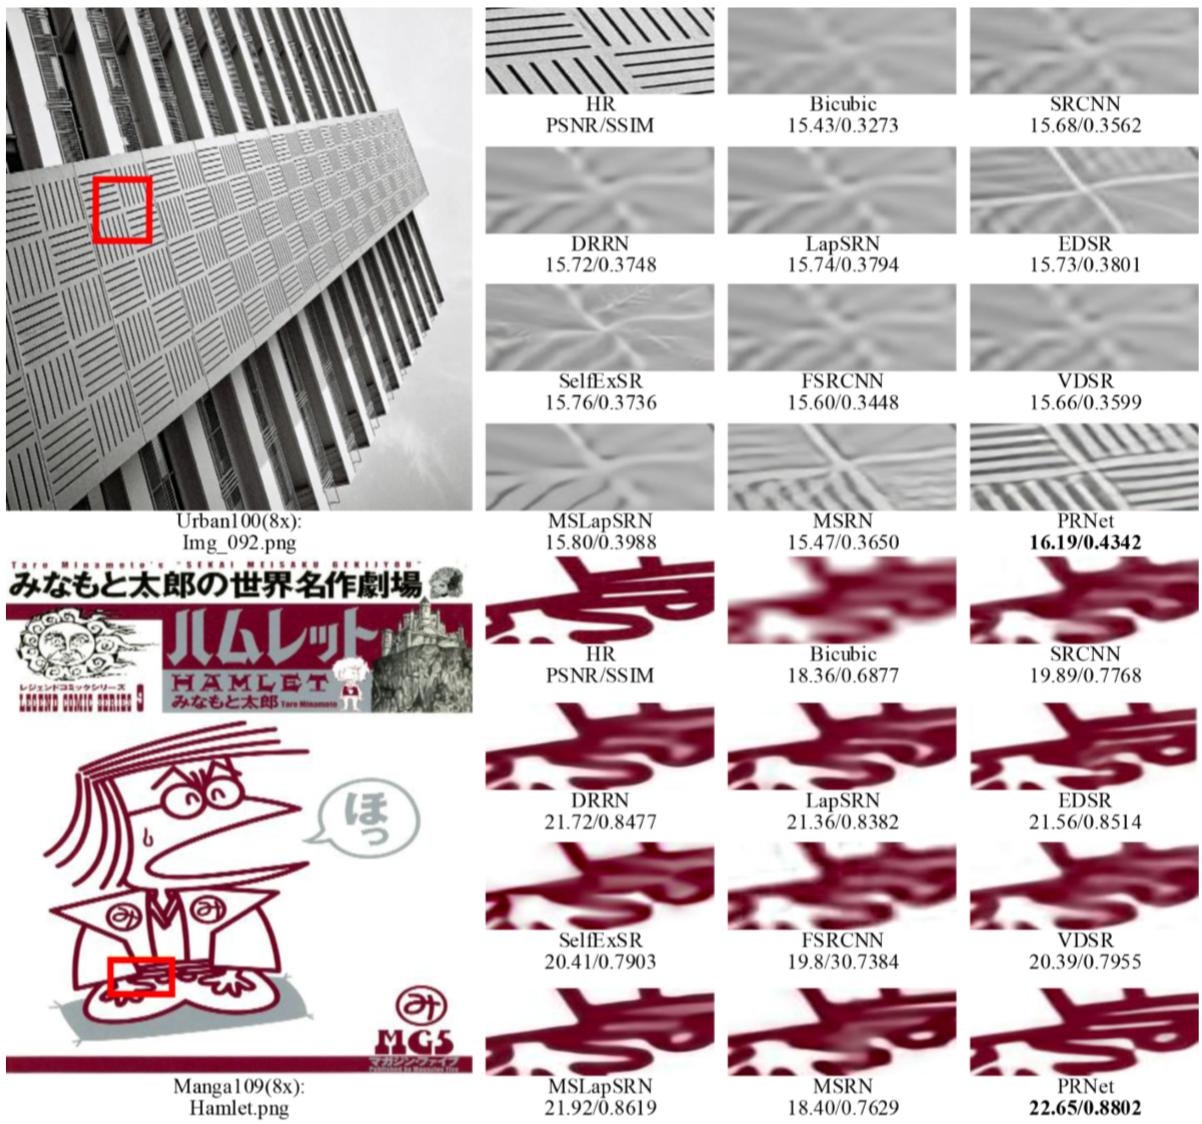 HR
PSNR/SSIM
Bicubic
15.43/0.3273
SRCNN
15.68/0.3562
DRRN
15.72/0.3748
LapSRN
15.74/0.3794
EDSR
15.73/0.3801
SelfExSR
15.76/0.3736
FSRCNN
15.60/0.3448
VDSR
15.66/0.3599
MSLapSRN
15.80/0.3988
MSRN
15.47/0.3650
PRNet
16.19/0.4342
Urban100(8x):
Img_092.png
Taro Minamoto's "SEKAI MEISAKU GEKIJYOU"
みなもと太郎の世界名作劇場
ハムレット
HAMLET
みなもと太郎 Taro Minamoto
レジェンドコミックシリーズ
LEGEND COMIC SERIES 9
ほっ
み
み
み
MG5
マガジン・ファイブ
Published by Magazine Five
Manga109(8x):
Hamlet.png
HR
PSNR/SSIM
Bicubic
18.36/0.6877
SRCNN
19.89/0.7768
DRRN
21.72/0.8477
LapSRN
21.36/0.8382
EDSR
21.56/0.8514
SelfExSR
20.41/0.7903
FSRCNN
19.8/30.7384
VDSR
20.39/0.7955
MSLapSRN
21.92/0.8619
MSRN
18.40/0.7629
PRNet
22.65/0.8802